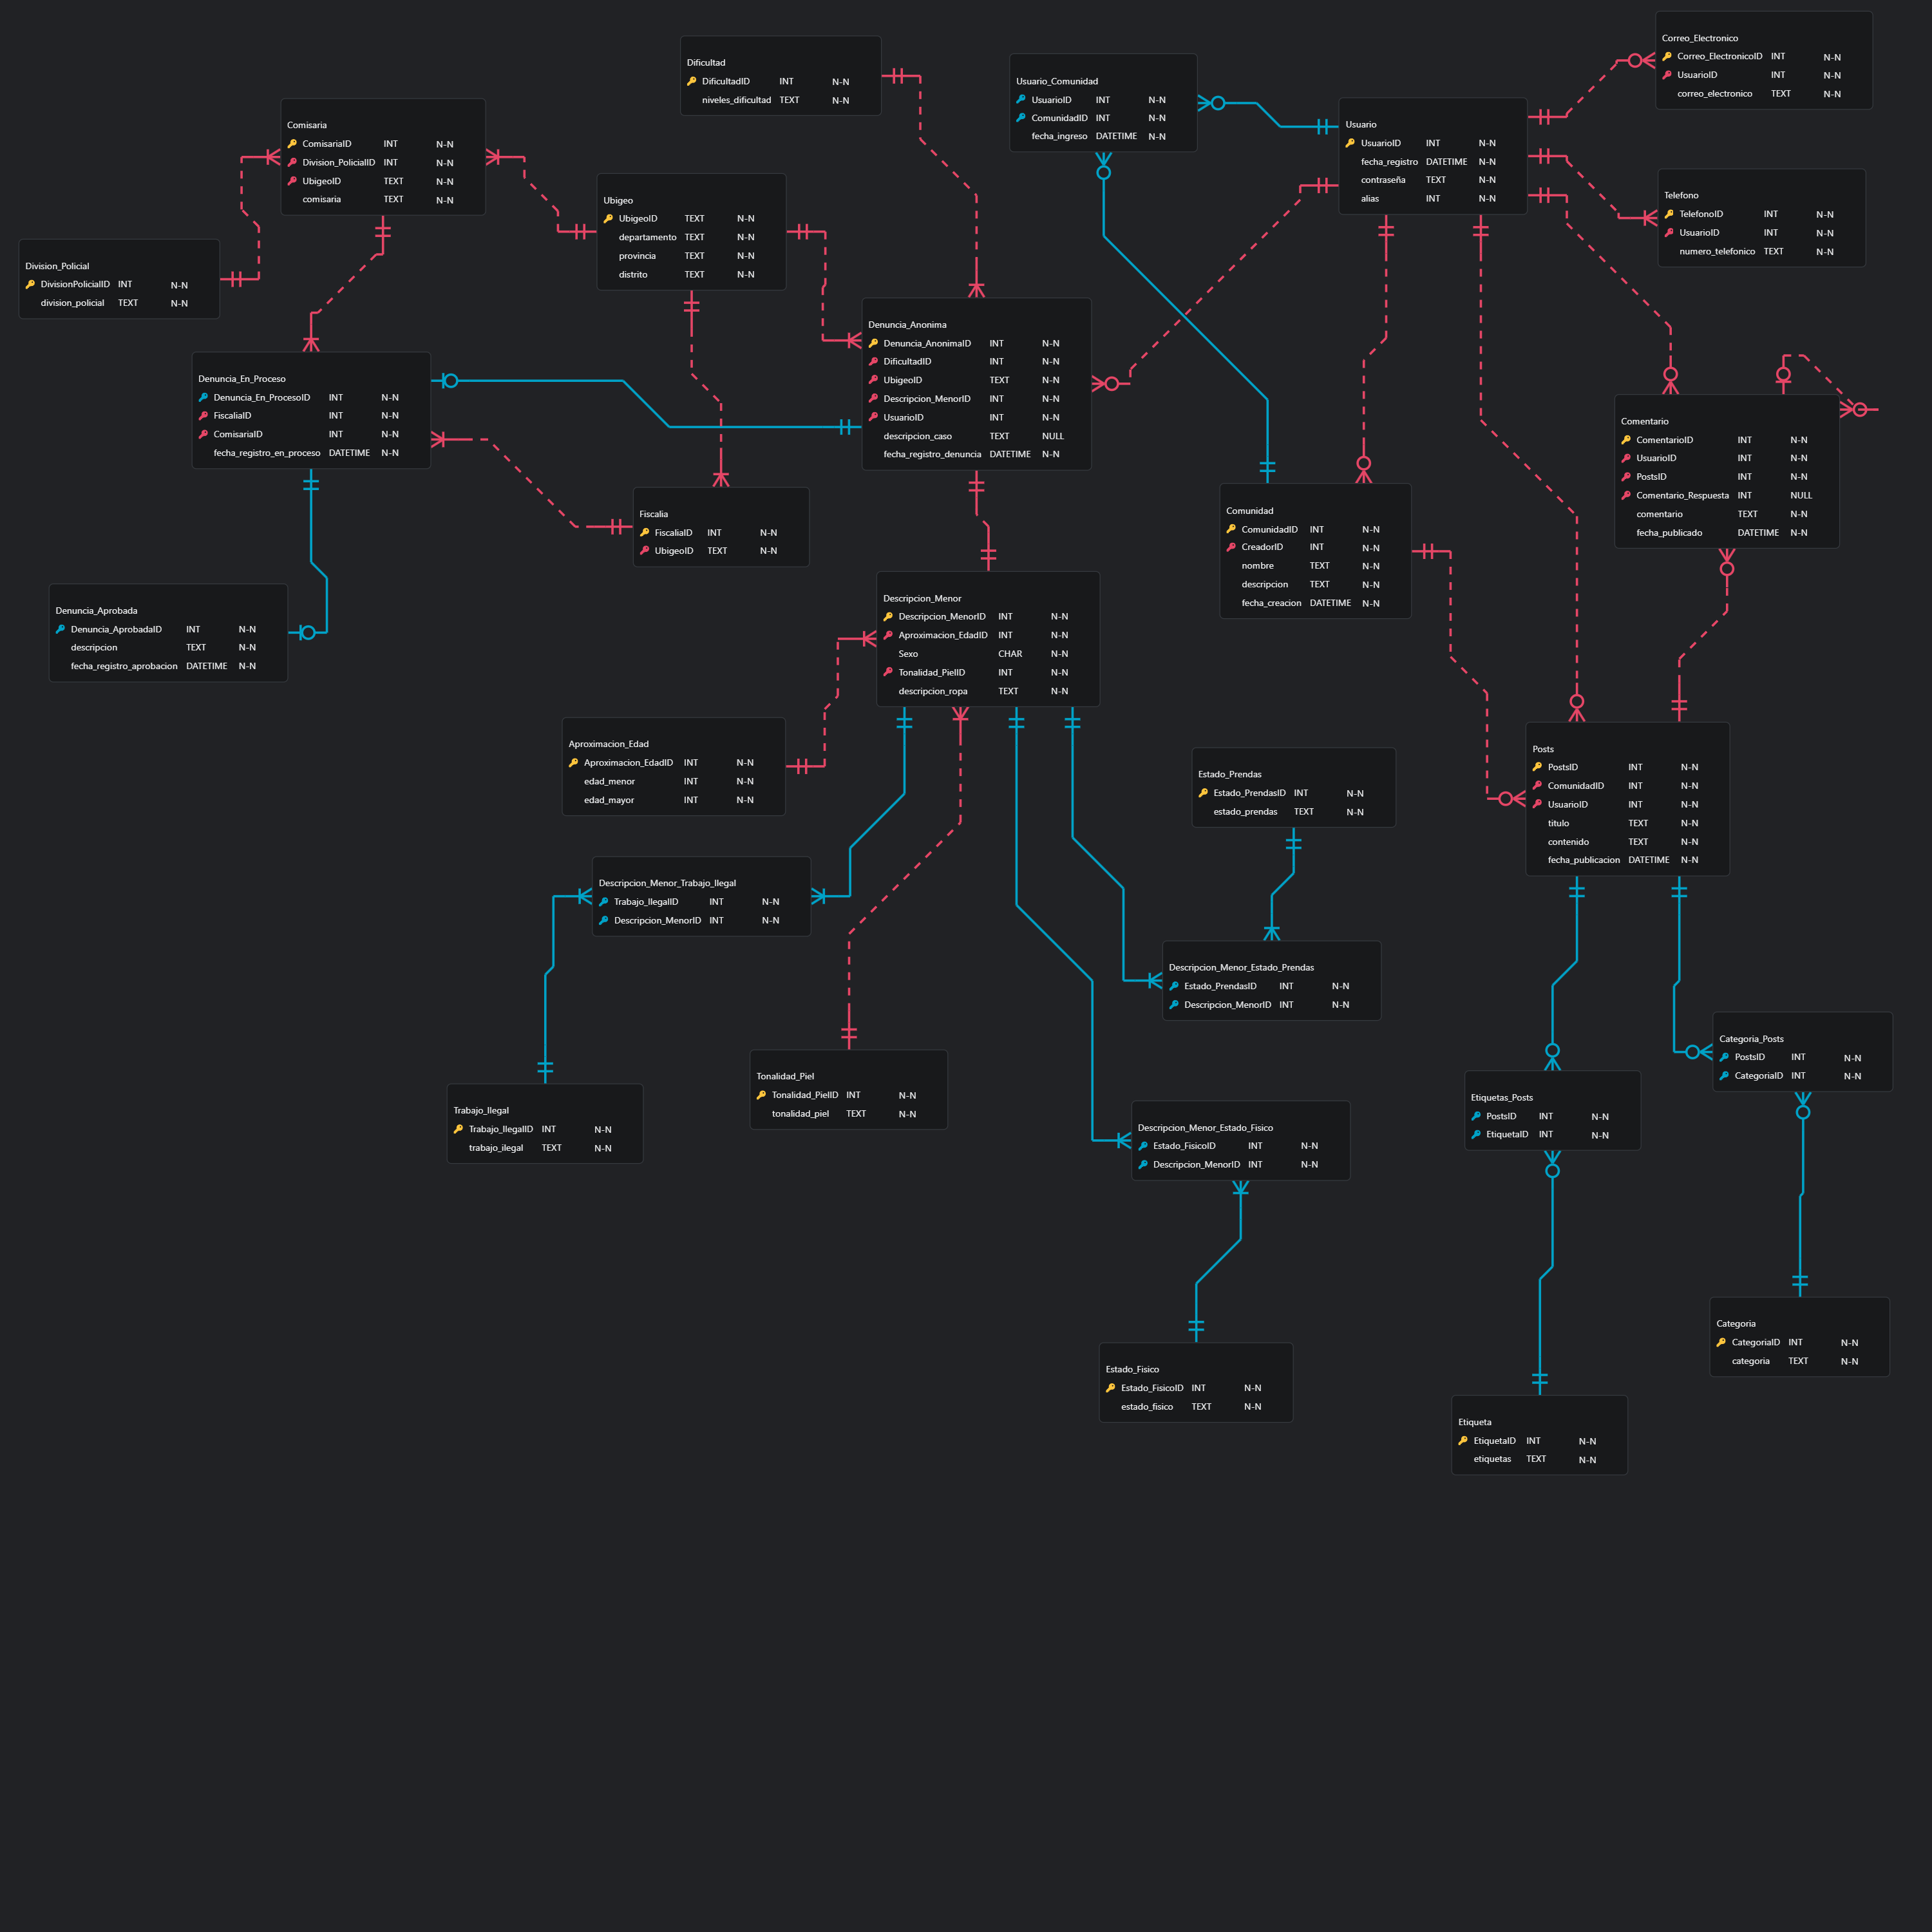 Correo_Electronico
Correo_ElectronicoID INT N-N
UsuarioID INT N-N
correo_electronico TEXT N-N
Dificultad
DificultadID INT N-N
niveles_dificultad TEXT N-N
Usuario_Comunidad
UsuarioID INT N-N
ComunidadID INT N-N
fecha_ingreso DATETIME N-N
Comisaria
ComisariaID INT N-N
Division_PolicialID INT N-N
UbigeoID TEXT N-N
comisaria TEXT N-N
Usuario
UsuarioID INT N-N
fecha_registro DATETIME N-N
contraseña TEXT N-N
alias INT N-N
Ubigeo
UbigeoID TEXT N-N
departamento TEXT N-N
provincia TEXT N-N
distrito TEXT N-N
Telefono
TelefonoID INT N-N
UsuarioID INT N-N
numero_telefonico TEXT N-N
Division_Policial
DivisionPolicialID INT N-N
division_policial TEXT N-N
Denuncia_Anonima
Denuncia_AnonimaID INT N-N
DificultadID INT N-N
UbigeoID TEXT N-N
Descripcion_MenorID INT N-N
UsuarioID INT N-N
descripcion_caso TEXT NULL
fecha_registro_denuncia DATETIME N-N
Denuncia_En_Proceso
Denuncia_En_ProcesoID INT N-N
FiscaliaID INT N-N
ComisariaID INT N-N
fecha_registro_en_proceso DATETIME N-N
Comentario
ComentarioID INT N-N
UsuarioID INT N-N
PostsID INT N-N
Comentario_Respuesta INT NULL
comentario TEXT N-N
fecha_publicado DATETIME N-N
Fiscalia
FiscaliaID INT N-N
UbigeoID TEXT N-N
Comunidad
ComunidadID INT N-N
CreadorID INT N-N
nombre TEXT N-N
descripcion TEXT N-N
fecha_creacion DATETIME N-N
Denuncia_Aprobada
Denuncia_AprobadaID INT N-N
descripcion TEXT N-N
fecha_registro_aprobacion DATETIME N-N
Descripcion_Menor
Descripcion_MenorID INT N-N
Aproximacion_EdadID INT N-N
Sexo CHAR N-N
Tonalidad_PielID INT N-N
descripcion_ropa TEXT N-N
Aproximacion_Edad
Aproximacion_EdadID INT N-N
edad_menor INT N-N
edad_mayor INT N-N
Estado_Prendas
Estado_PrendasID INT N-N
estado_prendas TEXT N-N
Posts
PostsID INT N-N
ComunidadID INT N-N
UsuarioID INT N-N
titulo TEXT N-N
contenido TEXT N-N
fecha_publicacion DATETIME N-N
Descripcion_Menor_Trabajo_Ilegal
Trabajo_IlegalID INT N-N
Descripcion_MenorID INT N-N
Descripcion_Menor_Estado_Prendas
Estado_PrendasID INT N-N
Descripcion_MenorID INT N-N
Categoria_Posts
PostsID INT N-N
CategoriaID INT N-N
Tonalidad_Piel
Tonalidad_PielID INT N-N
tonalidad_piel TEXT N-N
Trabajo_Ilegal
Trabajo_IlegalID INT N-N
trabajo_ilegal TEXT N-N
Etiquetas_Posts
PostsID INT N-N
EtiquetaID INT N-N
Descripcion_Menor_Estado_Fisico
Estado_FisicoID INT N-N
Descripcion_MenorID INT N-N
Categoria
CategoriaID INT N-N
categoria TEXT N-N
Estado_Fisico
Estado_FisicoID INT N-N
estado_fisico TEXT N-N
Etiqueta
EtiquetaID INT N-N
etiquetas TEXT N-N